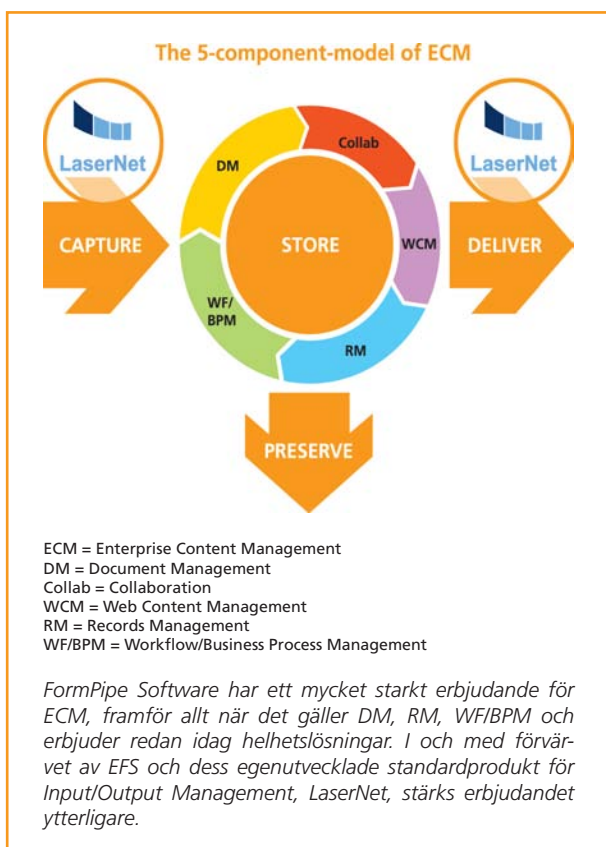 The 5-component-model of ECM
LaserNet
LaserNet
DM
Collab
CAPTURE
STORE
WCM
DELIVER
WF/
BPM
RM
PRESERVE
ECM = Enterprise Content Management
DM = Document Management
Collab = Collaboration
WCM = Web Content Management
RM = Records Management
WF/BPM = Workflow/Business Process Management
FormPipe Software har ett mycket starkt erbjudande för
ECM, framför allt när det gäller DM, RM, WF/BPM och
erbjuder redan idag helhetslösningar. I och med förvär-
vet av EFS och dess egenutvecklade standardprodukt för
Input/Output Management, LaserNet, stärks erbjudandet
ytterligare.